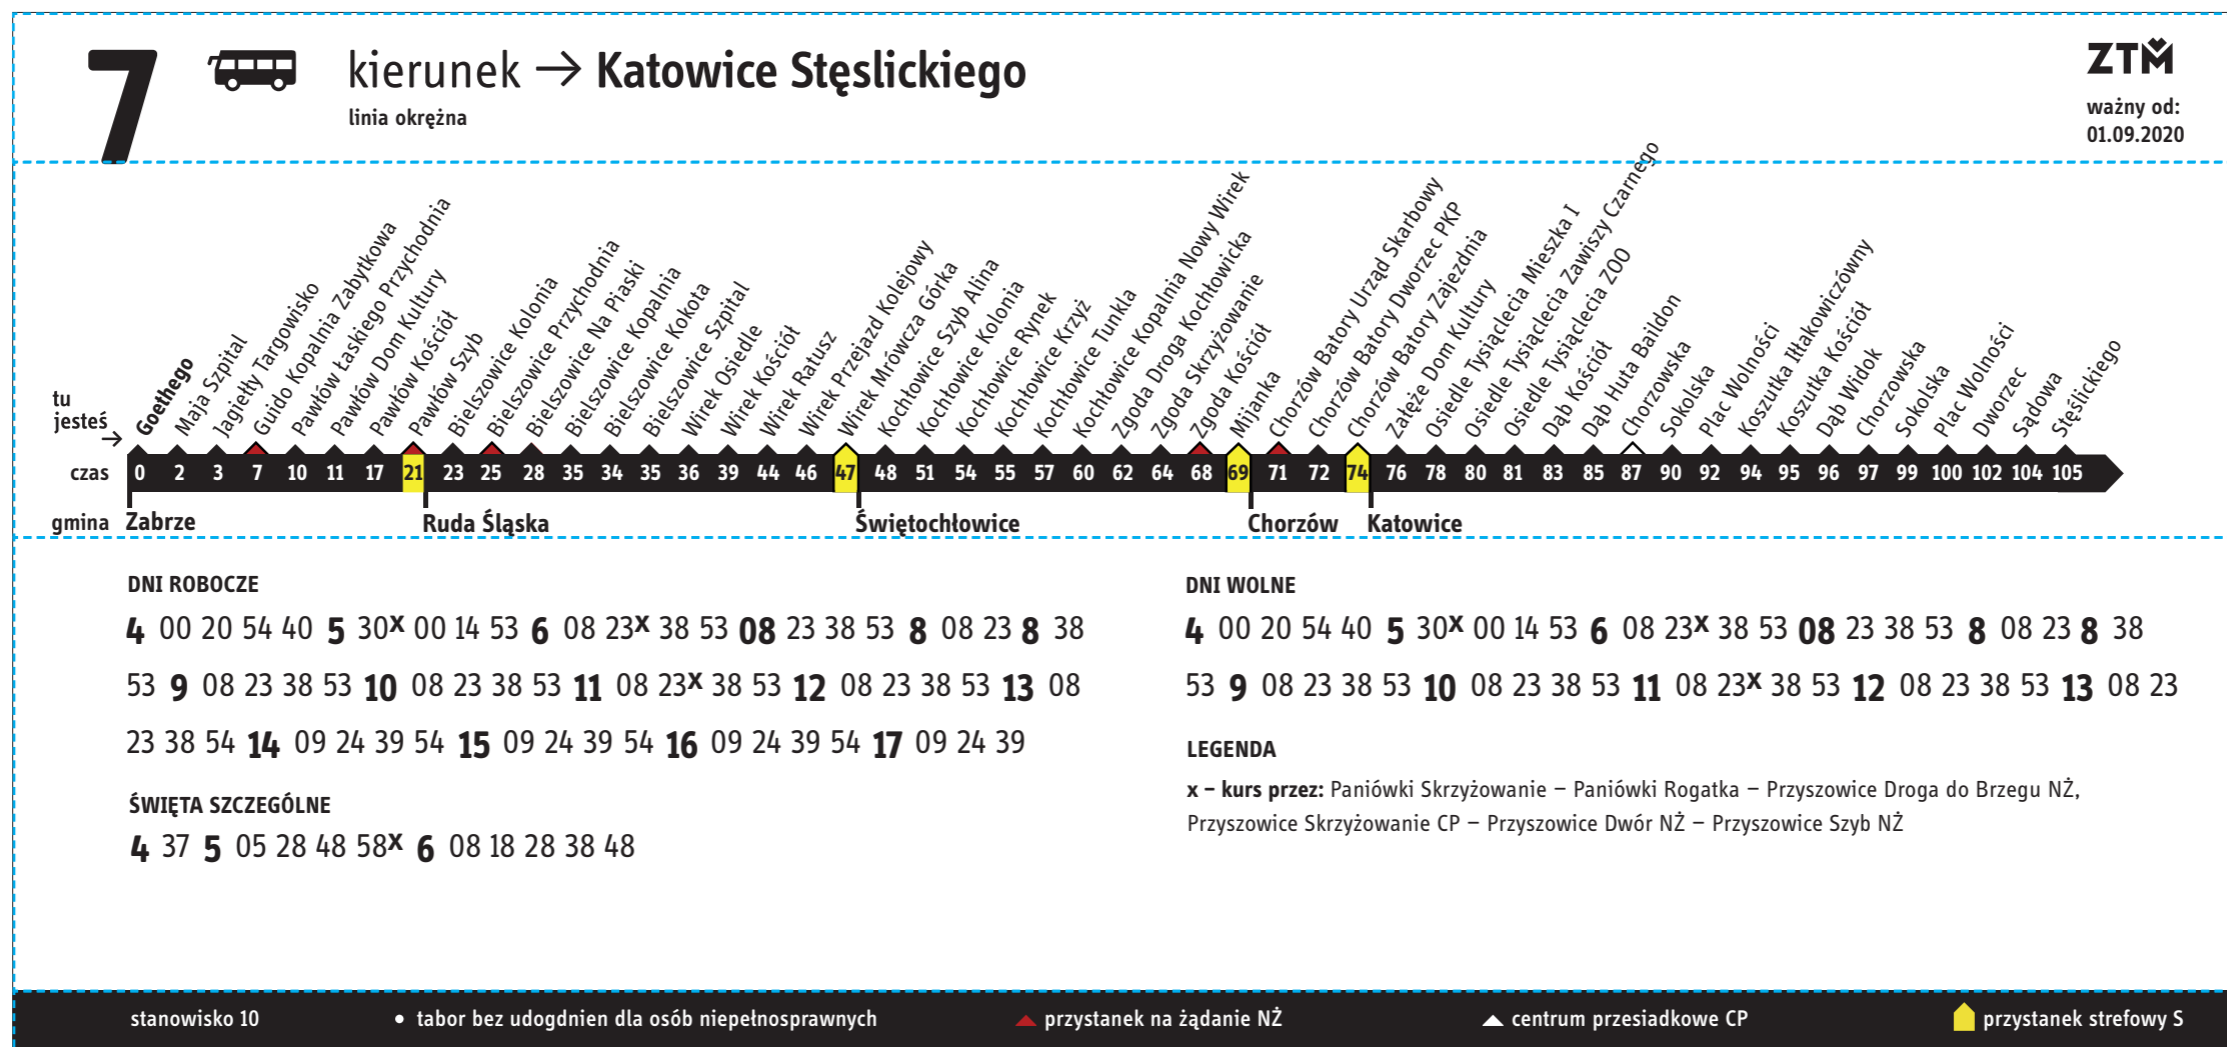 7 kierunek → Katowice Stęslickiego
linia okrężna
ZTM
ważny od:
01.09.2020
tu
jesteś
→
Goethego
Maja Szpital
Jagiełły Targowisko
Guido Kopalnia Zabytkowa
Pawłów Łaskiego Przychodnia
Pawłów Dom Kultury
Pawłów Kościół
Pawłów Szyb
Bielszowice Kolonia
Bielszowice Przychodnia
Bielszowice Na Piaski
Bielszowice Kopalnia
Bielszowice Kokota
Bielszowice Szpital
Wirek Osiedle
Wirek Kościół
Wirek Ratusz
Wirek Przejazd Kolejowy
Wirek Mrówcza Górka
Kochłowice Szyb Alina
Kochłowice Kolonia
Kochłowice Rynek
Kochłowice Krzyż
Kochłowice Tunkla
Kochłowice Kopalnia Nowy Wirek
Zgoda Droga Kochłowicka
Zgoda Skrzyżowanie
Zgoda Kościół
Mijanka
Chorzów Batory Urząd Skarbowy
Chorzów Batory Dworzec PKP
Chorzów Batory Zajezdnia
Załęże Dom Kultury
Osiedle Tysiąclecia Mieszka I
Osiedle Tysiąclecia Zawiszy Czarnego
Osiedle Tysiąclecia ZOO
Dąb Kościół
Dąb Huta Baildon
Chorzowska
Sokolska
Plac Wolności
Koszutka Iłłakowiczówny
Koszutka Kościół
Dąb Widok
Chorzowska
Sokolska
Plac Wolności
Dworzec
Sądowa
Stęślickiego
czas 0 2 3 7 10 11 17 21 23 25 28 35 34 35 36 39 44 46 47 48 51 54 55 57 60 62 64 68 69 71 72 74 76 78 80 81 83 85 87 90 92 94 95 96 97 99 100 102 104 105
gmina Zabrze Ruda Śląska Świętochłowice Chorzów Katowice
DNI ROBOCZE
4 00 20 54 40 5 30x 00 14 53 6 08 23x 38 53 08 23 38 53 8 08 23 8 38
53 9 08 23 38 53 10 08 23 38 53 11 08 23x 38 53 12 08 23 38 53 13 08
23 38 54 14 09 24 39 54 15 09 24 39 54 16 09 24 39 54 17 09 24 39
ŚWIĘTA SZCZEGÓLNE
4 37 5 05 28 48 58x 6 08 18 28 38 48
DNI WOLNE
4 00 20 54 40 5 30x 00 14 53 6 08 23x 38 53 08 23 38 53 8 08 23 8 38
53 9 08 23 38 53 10 08 23 38 53 11 08 23x 38 53 12 08 23 38 53 13 08 23
LEGENDA
x – kurs przez: Paniówki Skrzyżowanie – Paniówki Rogatka – Przyszowice Droga do Brzegu NŻ,
Przyszowice Skrzyżowanie CP – Przyszowice Dwór NŻ – Przyszowice Szyb NŻ
stanowisko 10 • tabor bez udogdnien dla osób niepełnosprawnych przystanek na żądanie NŻ centrum przesiadkowe CP przystanek strefowy S